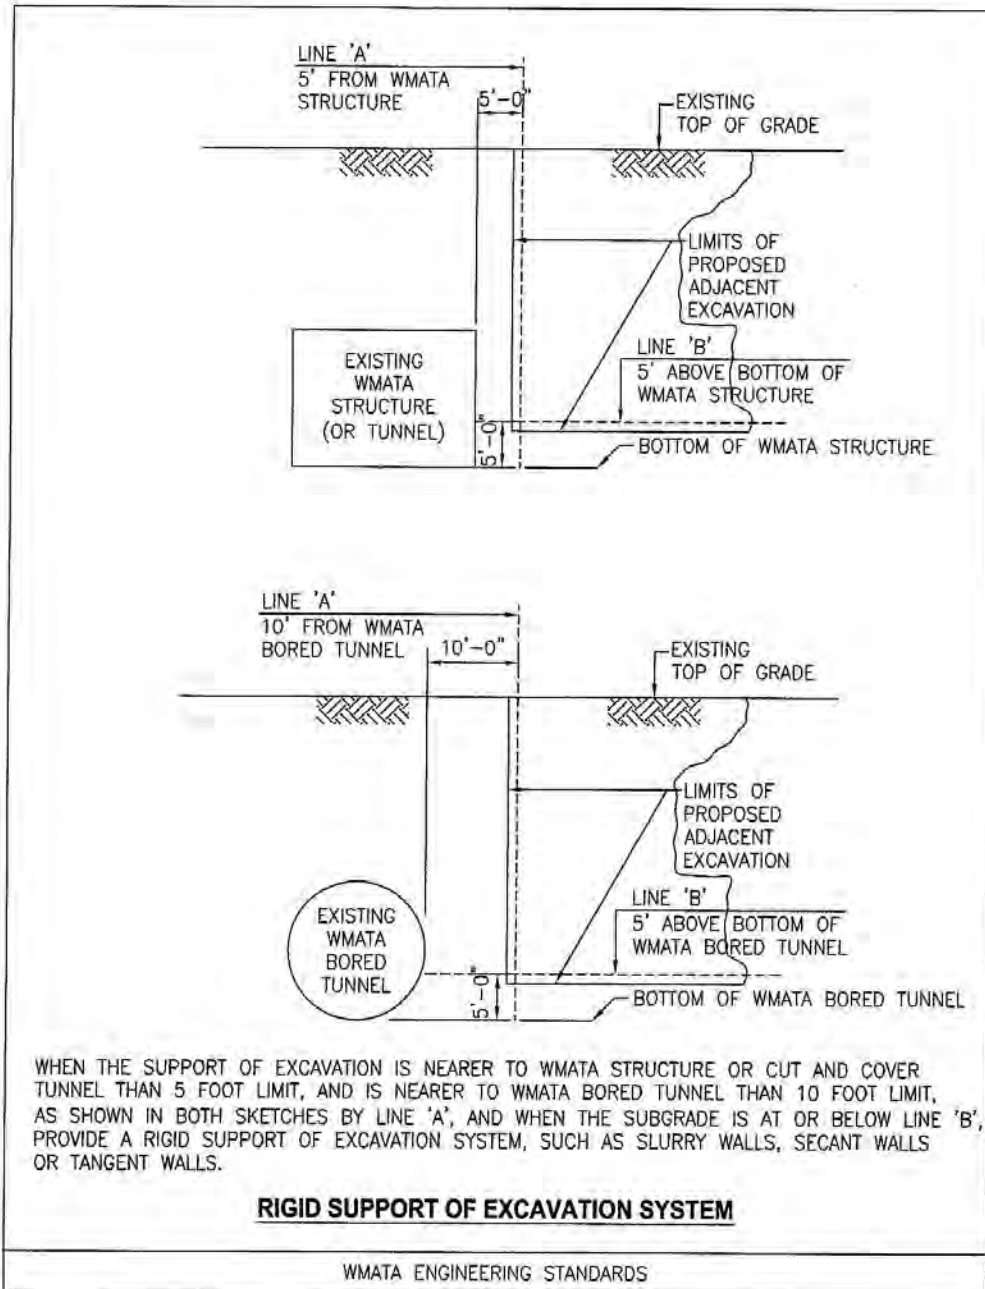 LINE 'A'
5' FROM WMATA
STRUCTURE
5'-0"
EXISTING
TOP OF GRADE
LIMITS OF
PROPOSED
ADJACENT
EXCAVATION
LINE 'B'
5' ABOVE BOTTOM OF
WMATA STRUCTURE
EXISTING
WMATA
STRUCTURE
(OR TUNNEL)
5'-0"
BOTTOM OF WMATA STRUCTURE
LINE 'A'
10' FROM WMATA
BORED TUNNEL
10'-0"
EXISTING
TOP OF GRADE
LIMITS OF
PROPOSED
ADJACENT
EXCAVATION
LINE 'B'
5' ABOVE BOTTOM OF
WMATA BORED TUNNEL
EXISTING
WMATA
BORED
TUNNEL
5'-0"
BOTTOM OF WMATA BORED TUNNEL
WHEN THE SUPPORT OF EXCAVATION IS NEARER TO WMATA STRUCTURE OR CUT AND COVER
TUNNEL THAN 5 FOOT LIMIT, AND IS NEARER TO WMATA BORED TUNNEL THAN 10 FOOT LIMIT,
AS SHOWN IN BOTH SKETCHES BY LINE 'A', AND WHEN THE SUBGRADE IS AT OR BELOW LINE 'B',
PROVIDE A RIGID SUPPORT OF EXCAVATION SYSTEM, SUCH AS SLURRY WALLS, SECANT WALLS
OR TANGENT WALLS.
RIGID SUPPORT OF EXCAVATION SYSTEM
WMATA ENGINEERING STANDARDS